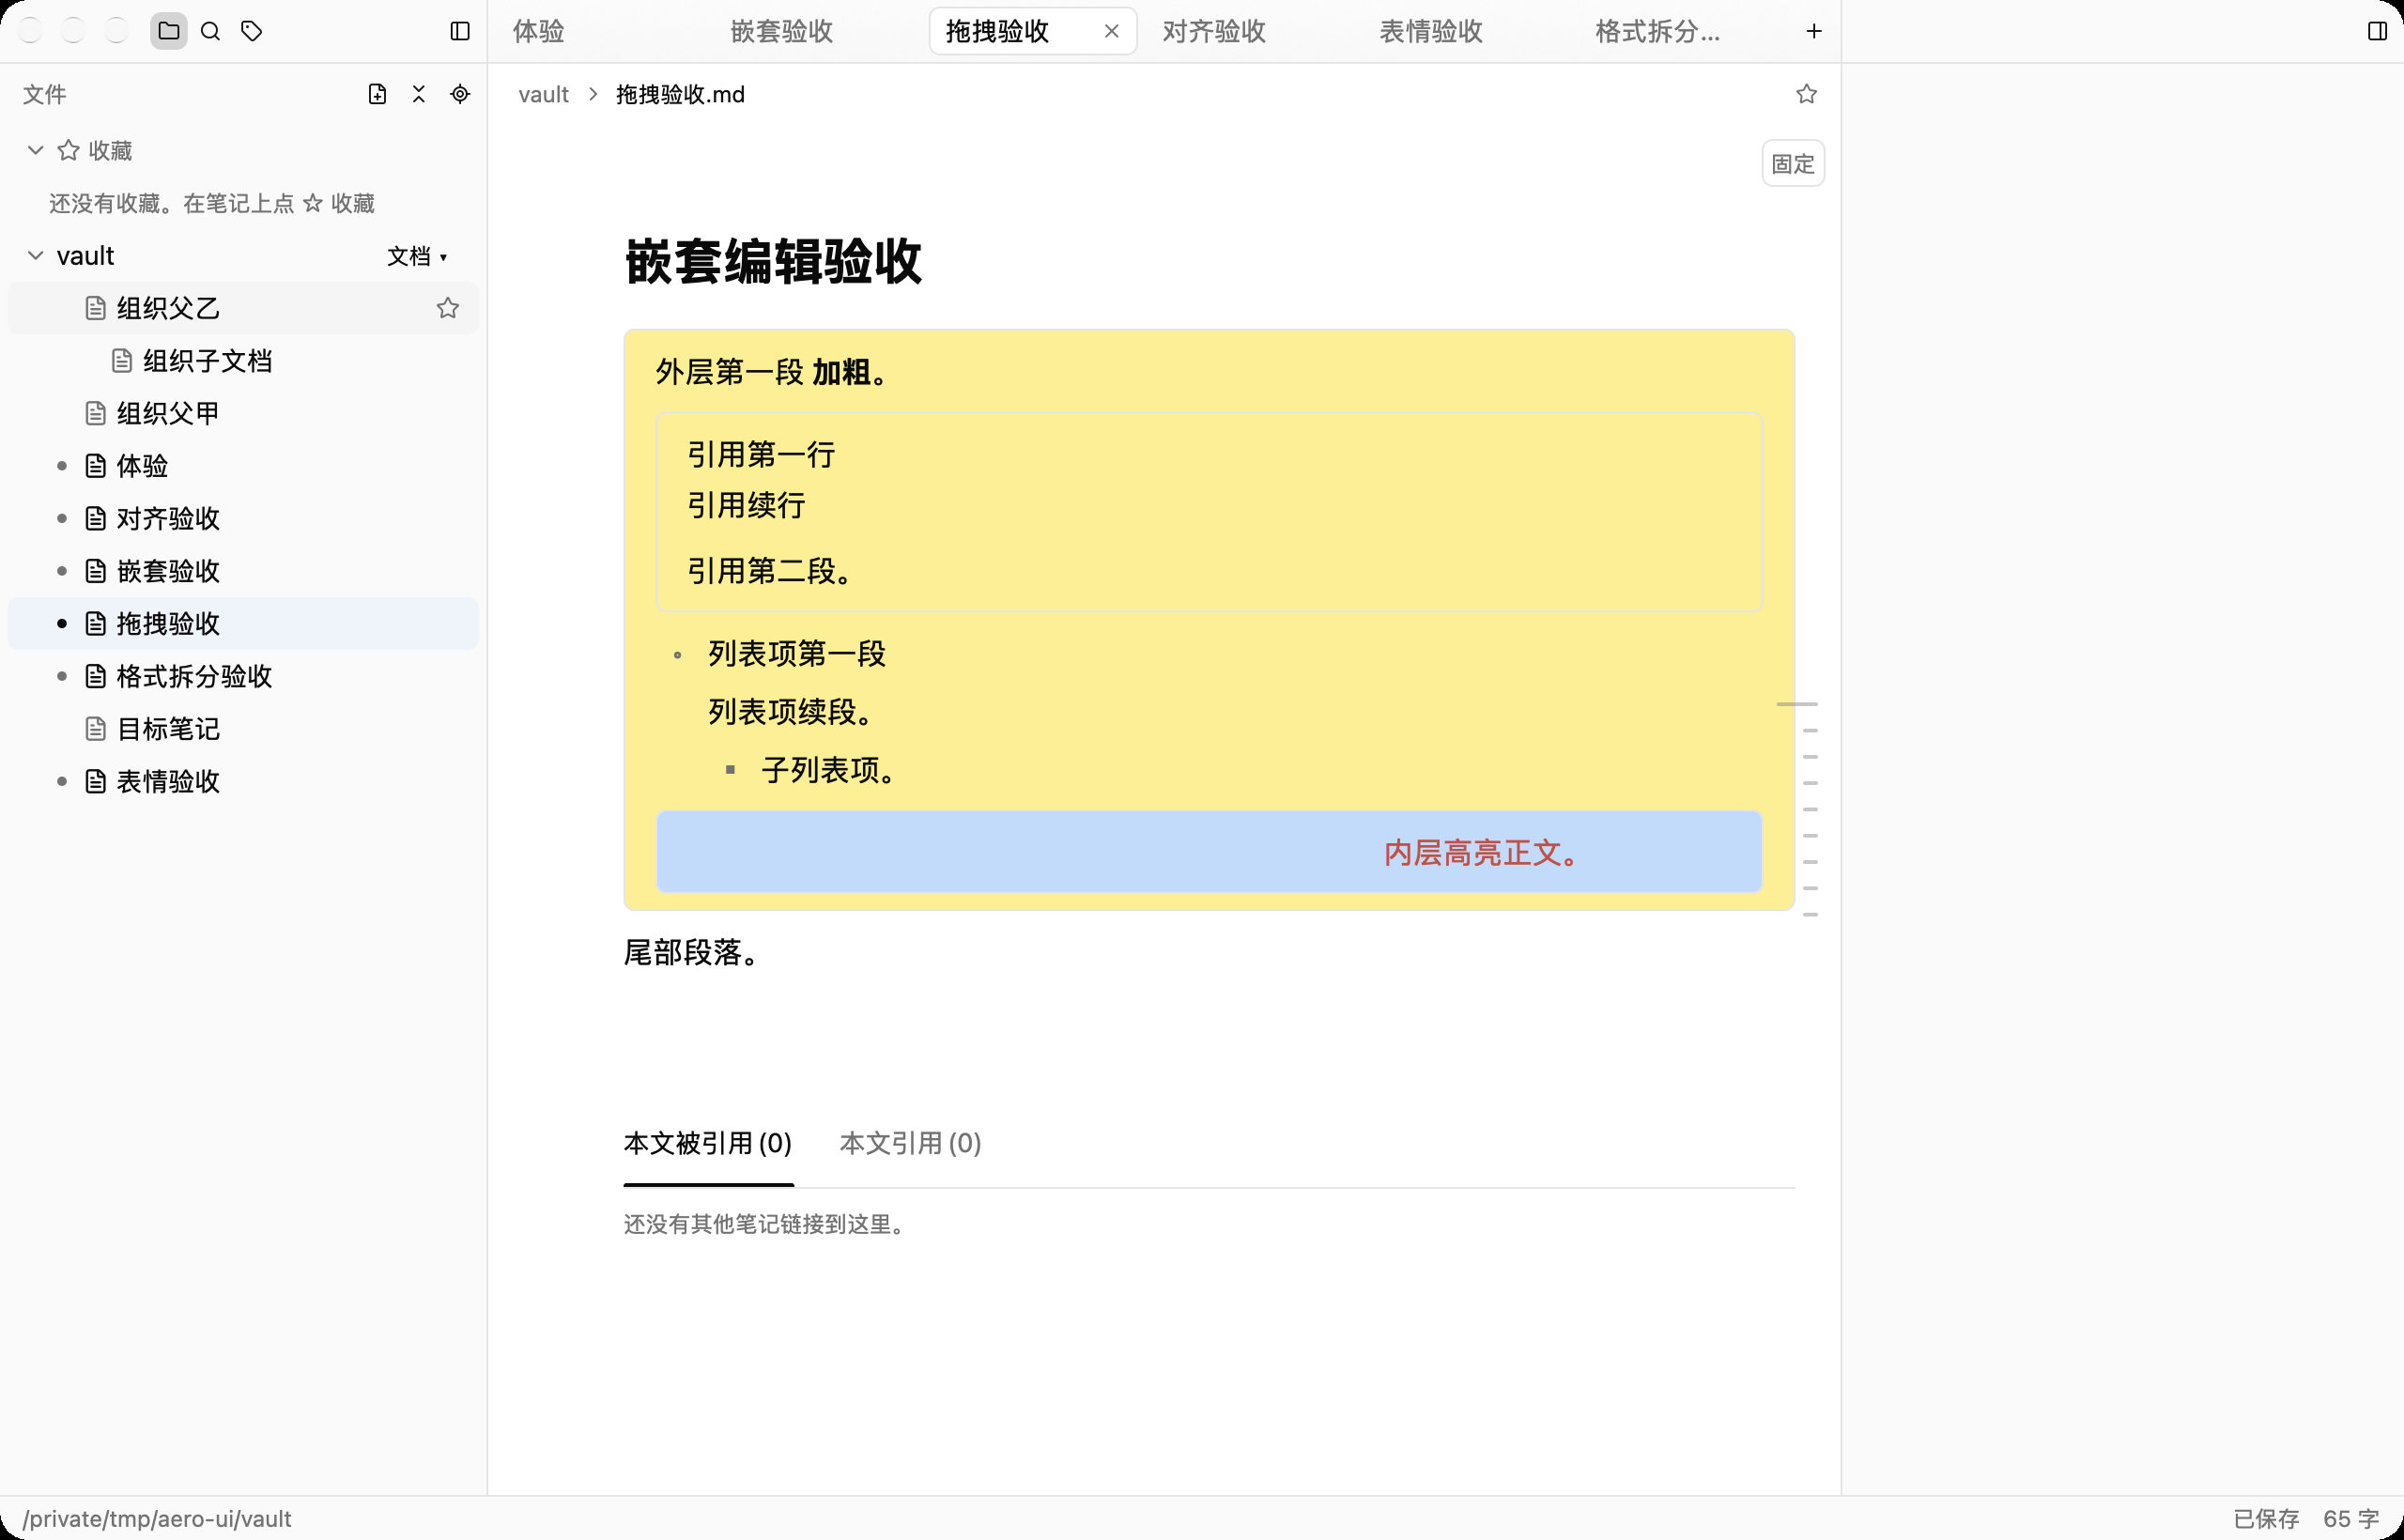 体验
嵌套验收
拖拽验收
对齐验收
表情验收
格式拆分...
文件
vault
拖拽验收.md
收藏
固定
还没有收藏。在笔记上点 ☆ 收藏
vault
文档
组织父乙
组织子文档
组织父甲
体验
对齐验收
嵌套验收
拖拽验收
格式拆分验收
目标笔记
表情验收
嵌套编辑验收
外层第一段 加粗。
引用第一行
引用续行
引用第二段。
列表项第一段
列表项续段。
子列表项。
内层高亮正文。
尾部段落。
本文被引用 (0)
本文引用 (0)
还没有其他笔记链接到这里。
/private/tmp/aero-ui/vault
已保存
65 字